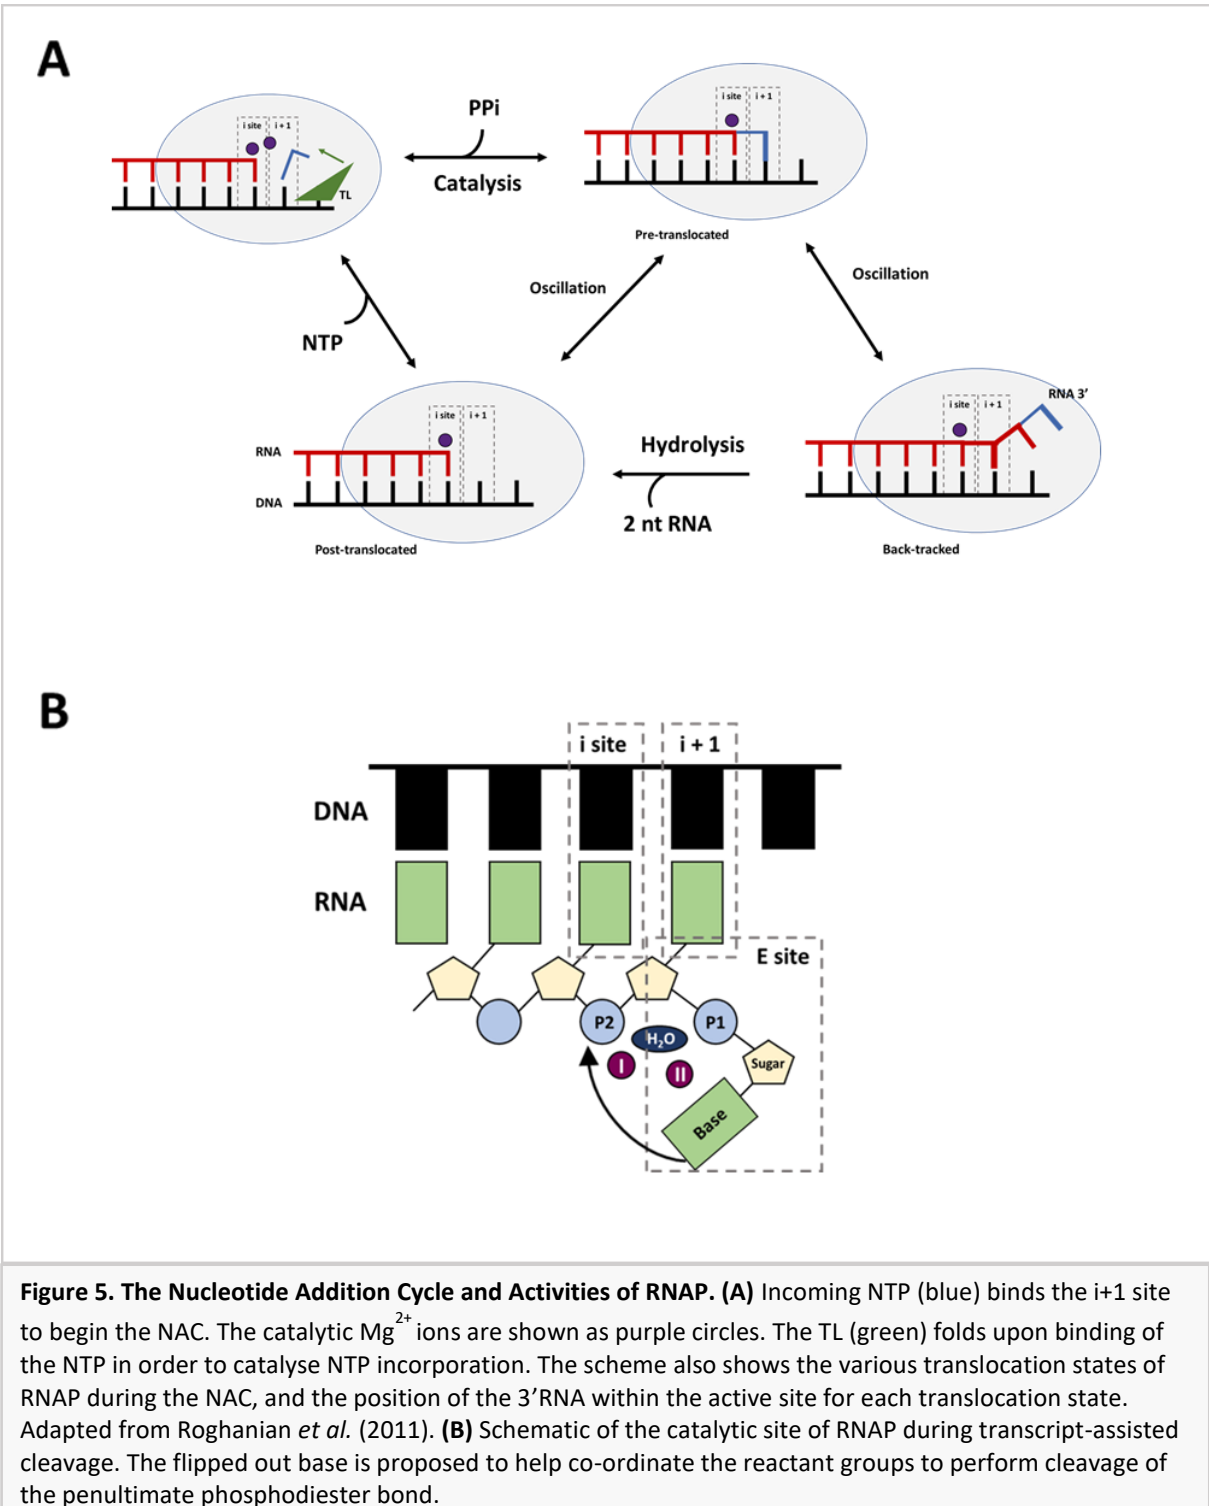 A
i site i + 1
TL
PPi
Catalysis
i site i + 1
Pre-translocated
Oscillation
Oscillation
NTP
i site i + 1
RNA
DNA
Post-translocated
Hydrolysis
2 nt RNA
i site i + 1
RNA 3’
Back-tracked
B
i site i + 1
DNA
RNA
E site
P2 H₂O P1
I II
Sugar
Base
Figure 5. The Nucleotide Addition Cycle and Activities of RNAP. (A) Incoming NTP (blue) binds the i+1 site
to begin the NAC. The catalytic Mg²⁺ ions are shown as purple circles. The TL (green) folds upon binding of
the NTP in order to catalyse NTP incorporation. The scheme also shows the various translocation states of
RNAP during the NAC, and the position of the 3’RNA within the active site for each translocation state.
Adapted from Roghanian et al. (2011). (B) Schematic of the catalytic site of RNAP during transcript-assisted
cleavage. The flipped out base is proposed to help co-ordinate the reactant groups to perform cleavage of
the penultimate phosphodiester bond.